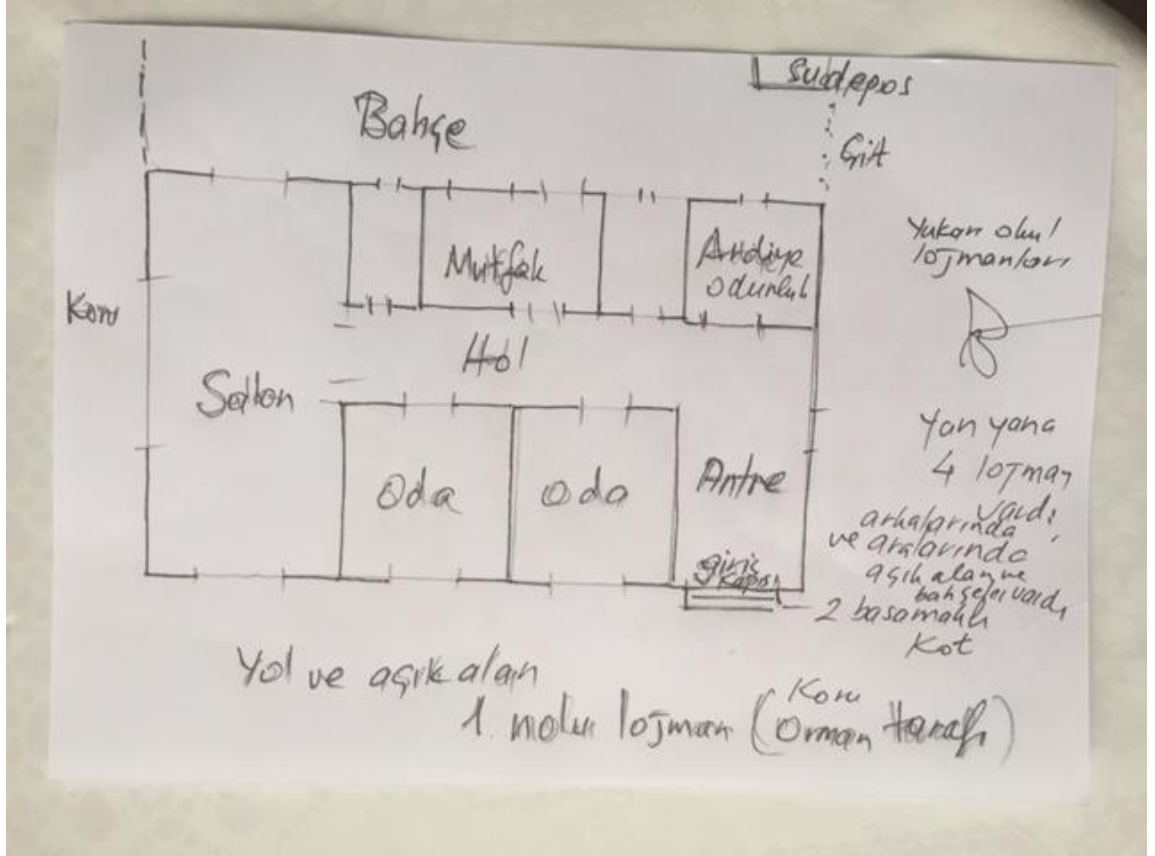 Sudepos
Bahçe
Çit
Yukarı okul
lojmanları
Mutfak
Ardiye
odunluk
Koru
Hol
Salon
Yan yana
4 lojman
vardı,
arkalarında
ve aralarında
açık alan ve
bahçeler vardı
Oda
Oda
Antre
giriş
kapısı
2 basamaklı
Kot
Yol ve açık alan
Koru
1. nolu lojman (Orman tarafı)